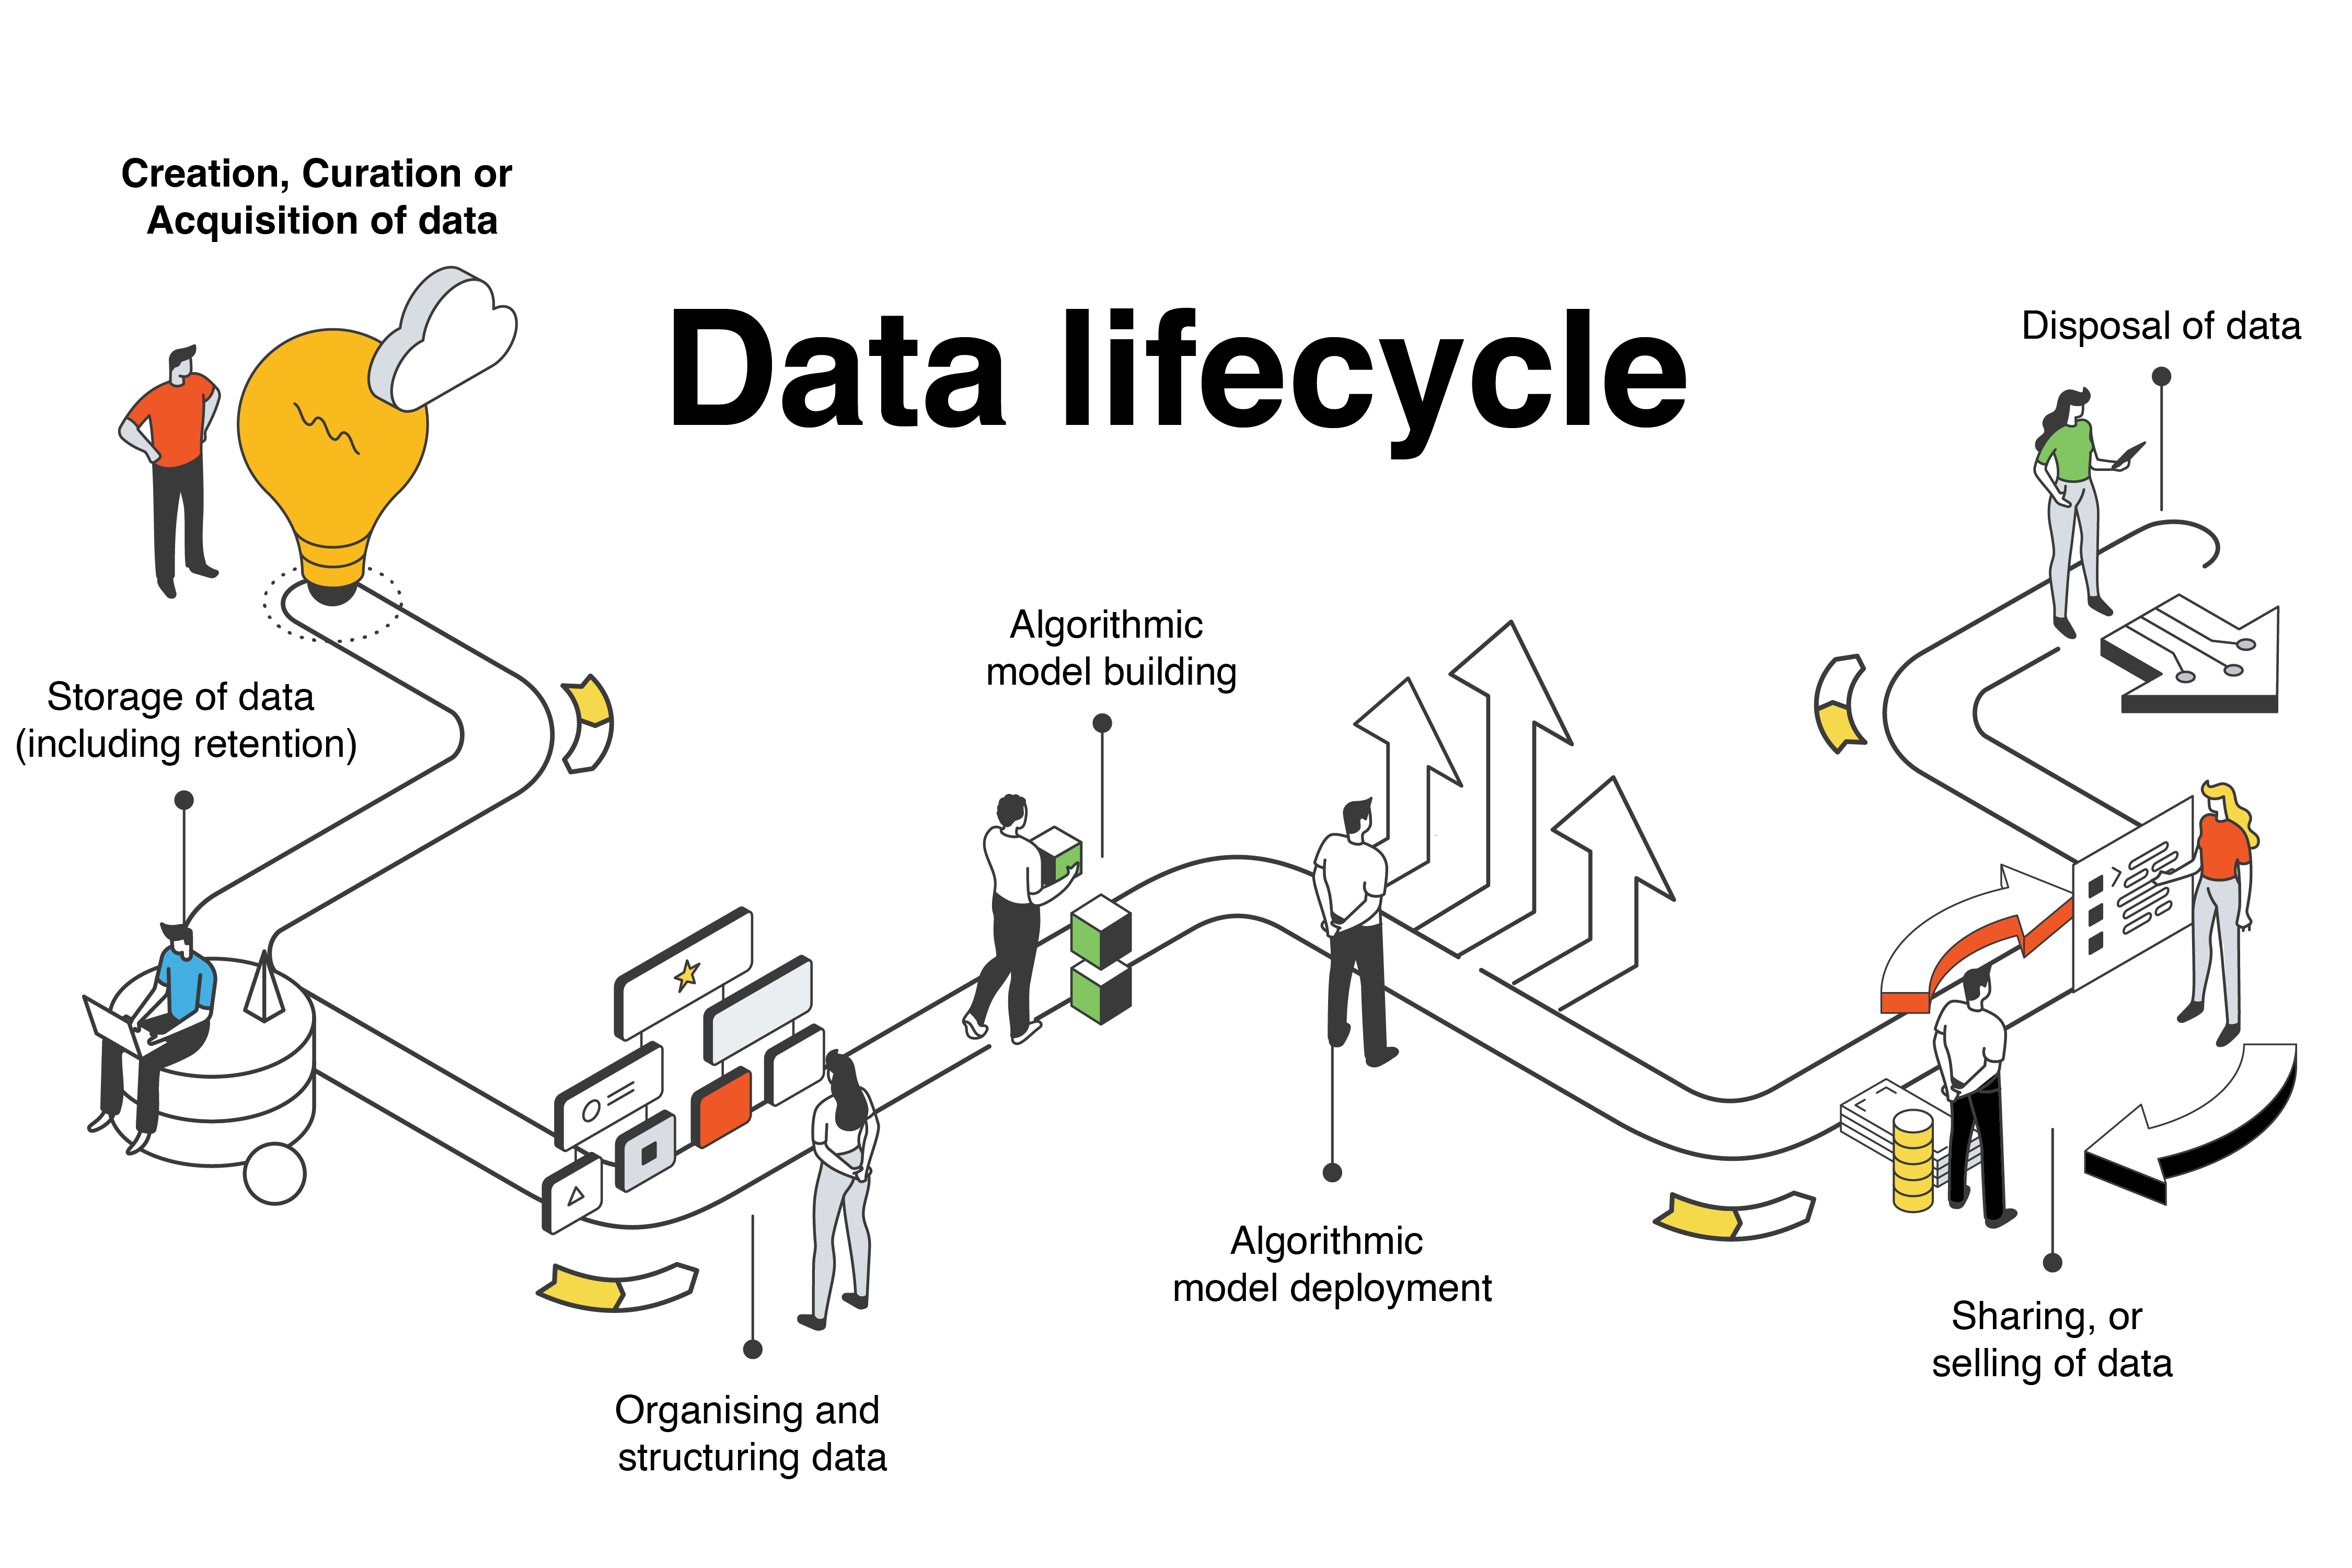 Creation, Curation or
Acquisition of data
Data lifecycle
Disposal of data
Storage of data
(including retention)
Algorithmic
model building
Algorithmic
model deployment
Sharing, or
selling of data
Organising and
structuring data